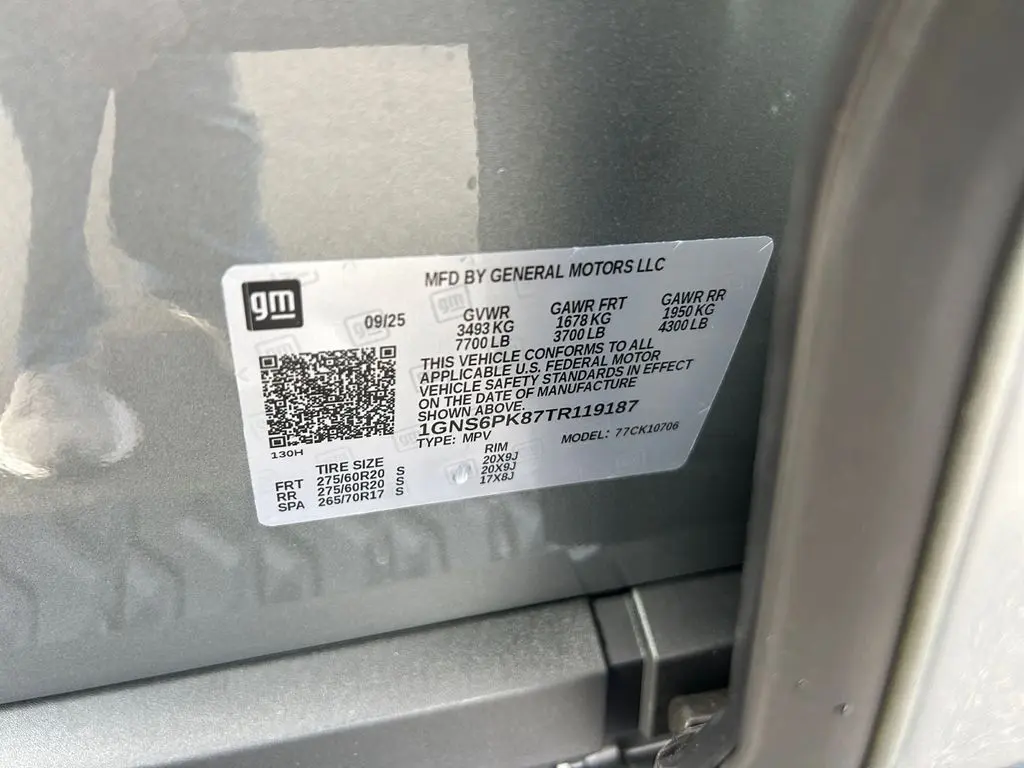 gm
MFD BY GENERAL MOTORS LLC
09/25
GVWR GAWR FRT GAWR RR
3493 KG 1678 KG 1950 KG
7700 LB 3700 LB 4300 LB
THIS VEHICLE CONFORMS TO ALL
APPLICABLE U.S. FEDERAL MOTOR
VEHICLE SAFETY STANDARDS IN EFFECT
ON THE DATE OF MANUFACTURE
SHOWN ABOVE.
1GNS6PK87TR119187
TYPE: MPV MODEL: 77CK10706
130H
TIRE SIZE RIM
FRT 275/60R20 S 20X9J
RR 275/60R20 S 20X9J
SPA 265/70R17 S 17X8J